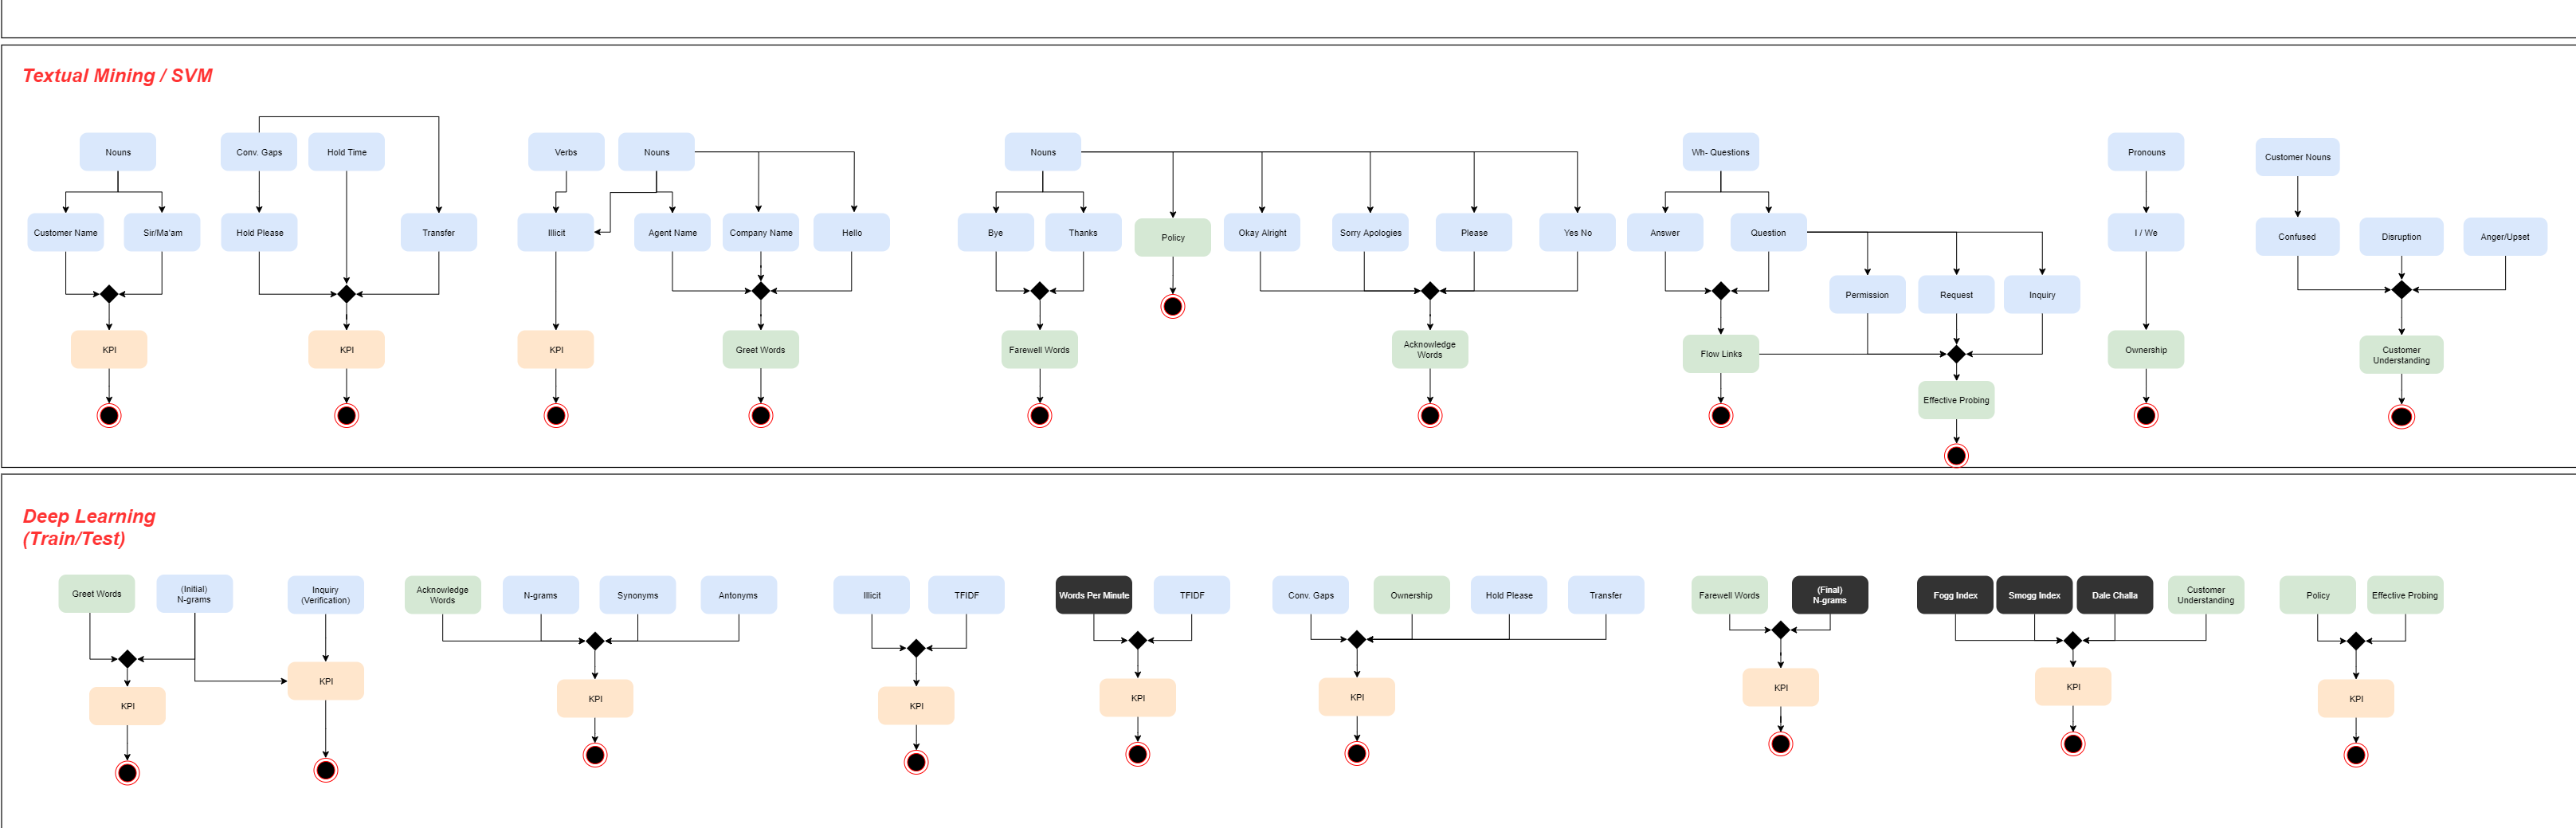 Textual Mining / SVM
Nouns
Conv. Gaps
Hold Time
Verbs
Nouns
Nouns
Wh- Questions
Pronouns
Customer Nouns
Customer Name
Sir/Ma'am
Hold Please
Transfer
Illicit
Agent Name
Company Name
Hello
Bye
Thanks
Policy
Okay Alright
Sorry Apologies
Please
Yes No
Answer
Question
I / We
Confused
Disruption
Anger/Upset
Permission
Request
Inquiry
KPI
KPI
KPI
Greet Words
Farewell Words
Acknowledge
Words
Flow Links
Ownership
Customer
Understanding
Effective Probing
Deep Learning
(Train/Test)
Greet Words
(Initial)
N-grams
Inquiry
(Verification)
Acknowledge
Words
N-grams
Synonyms
Antonyms
Illicit
TFIDF
Words Per Minute
TFIDF
Conv. Gaps
Ownership
Hold Please
Transfer
Farewell Words
(Final)
N-grams
Fogg Index
Smogg Index
Dale Challa
Customer
Understanding
Policy
Effective Probing
KPI
KPI
KPI
KPI
KPI
KPI
KPI
KPI
KPI